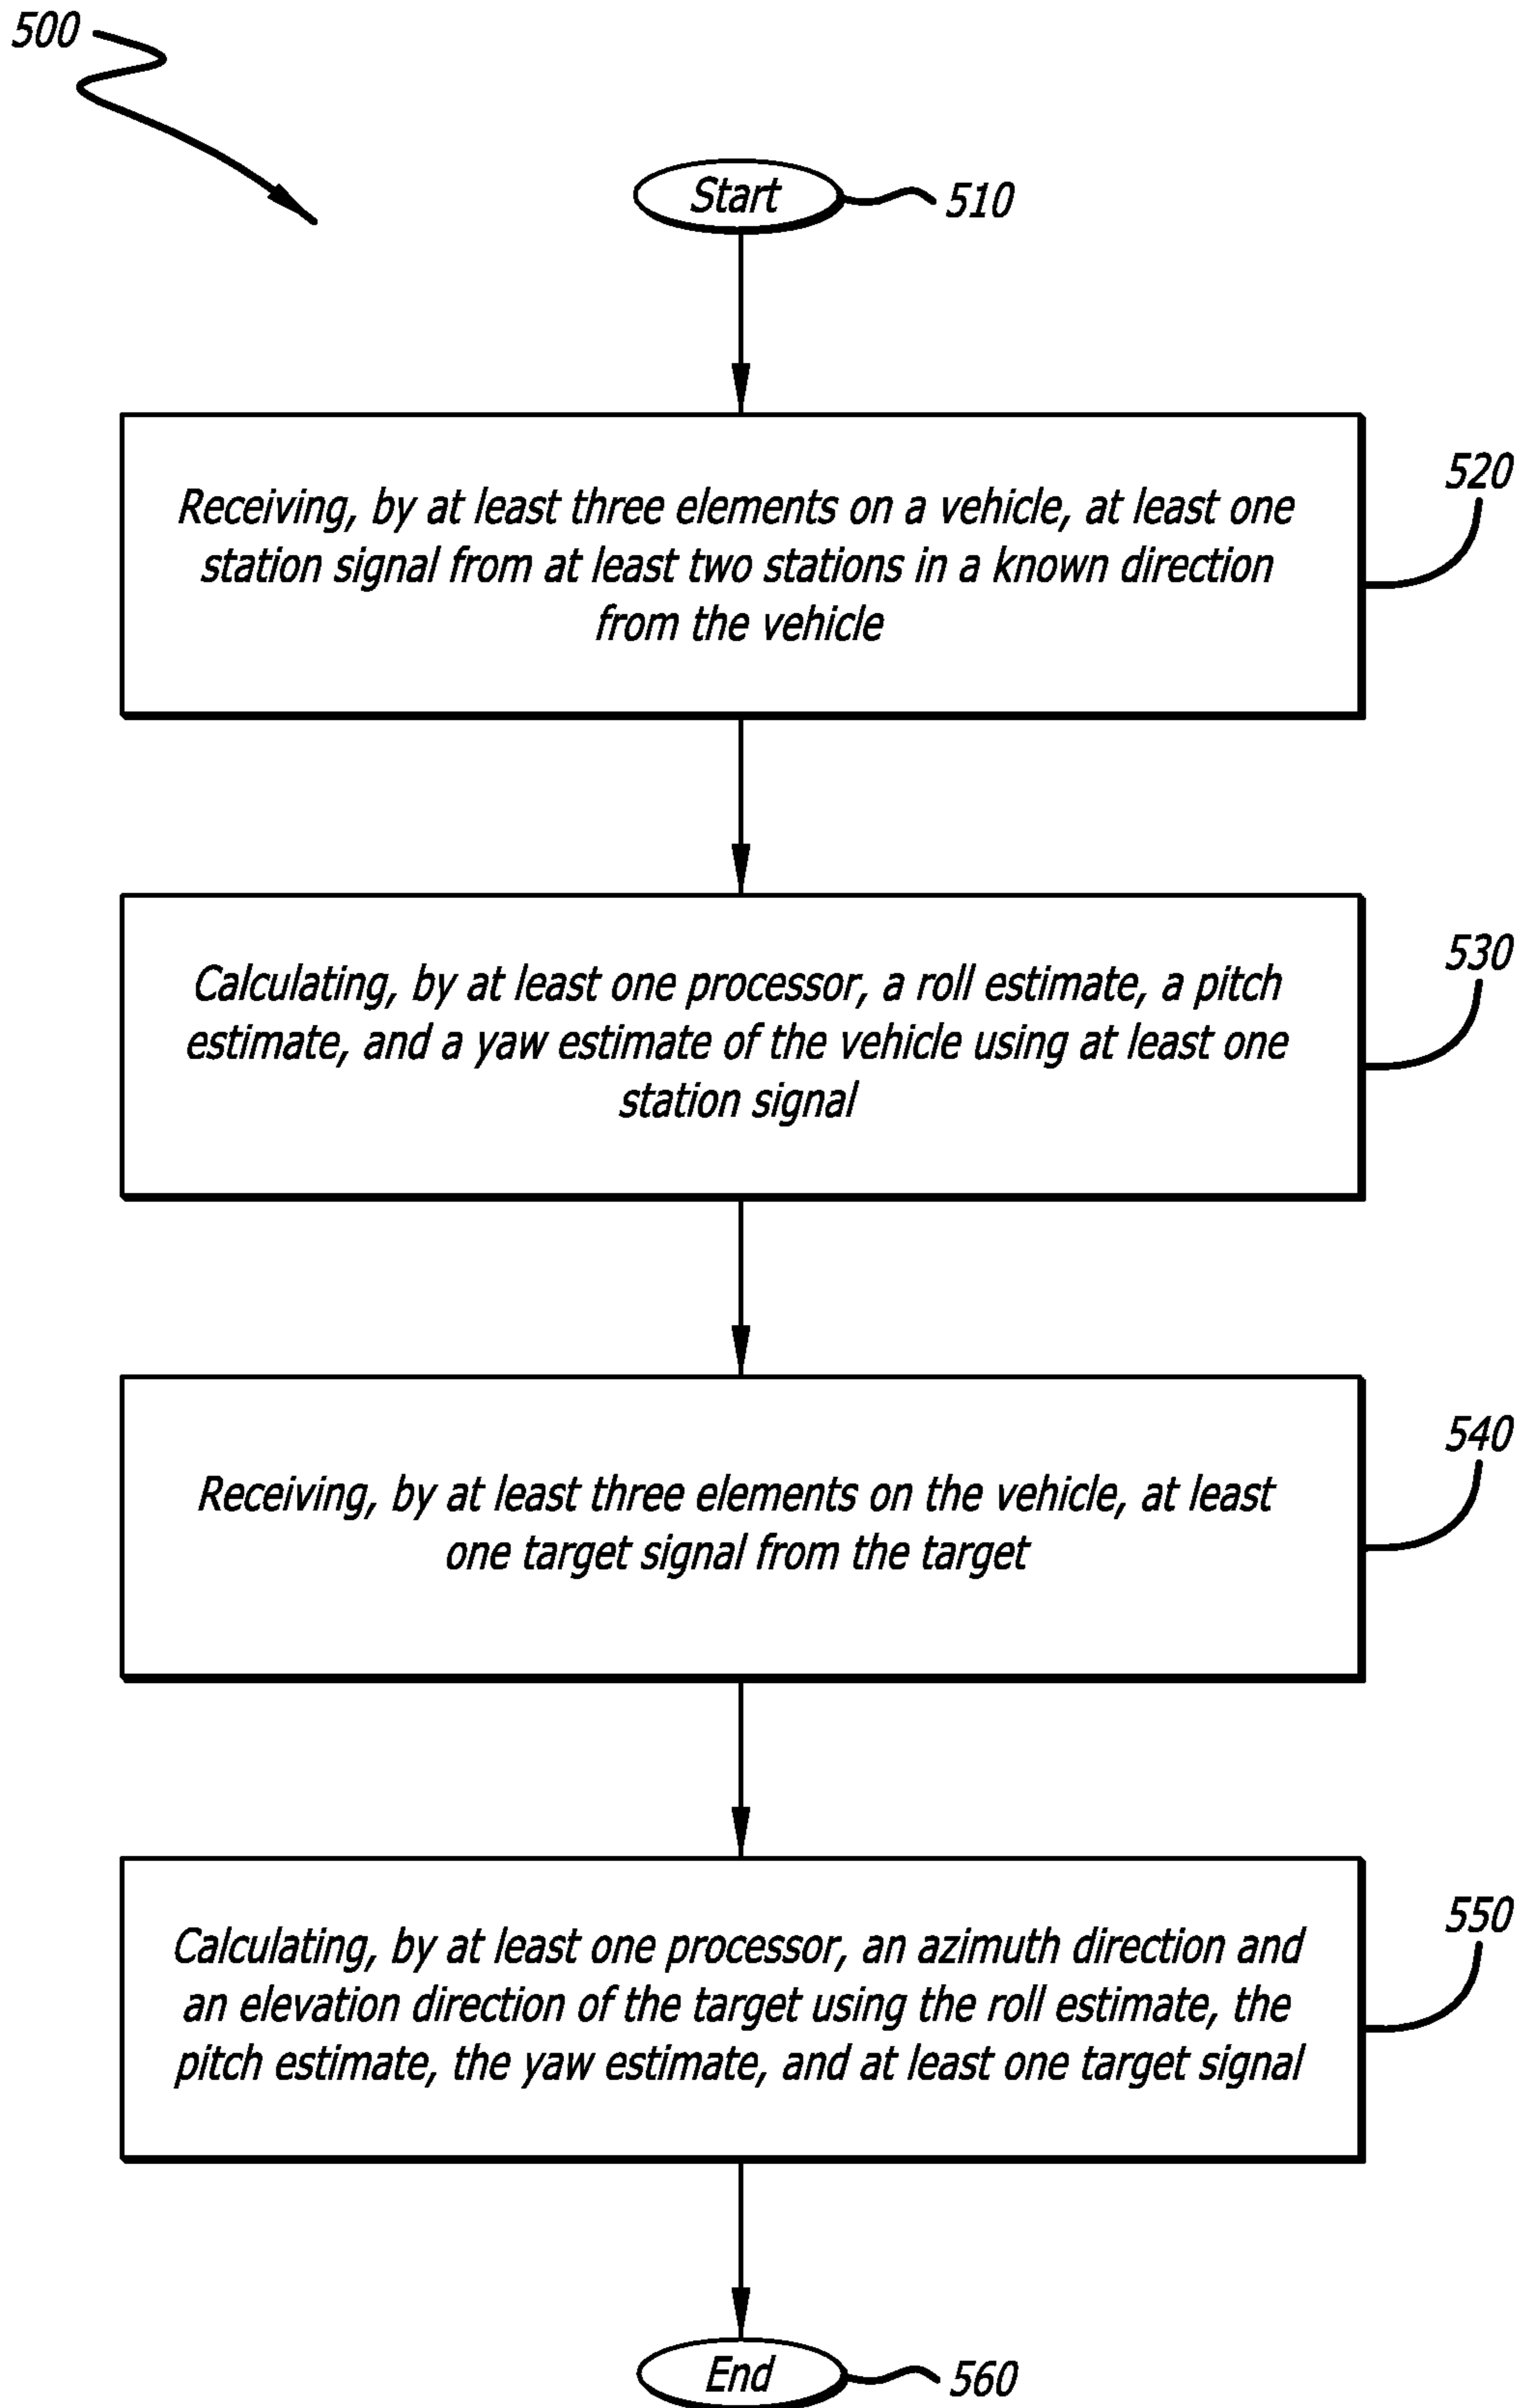 500
Start
510
Receiving, by at least three elements on a vehicle, at least one
station signal from at least two stations in a known direction
from the vehicle
520
Calculating, by at least one processor, a roll estimate, a pitch
estimate, and a yaw estimate of the vehicle using at least one
station signal
530
Receiving, by at least three elements on the vehicle, at least
one target signal from the target
540
Calculating, by at least one processor, an azimuth direction and
an elevation direction of the target using the roll estimate, the
pitch estimate, the yaw estimate, and at least one target signal
550
End
560